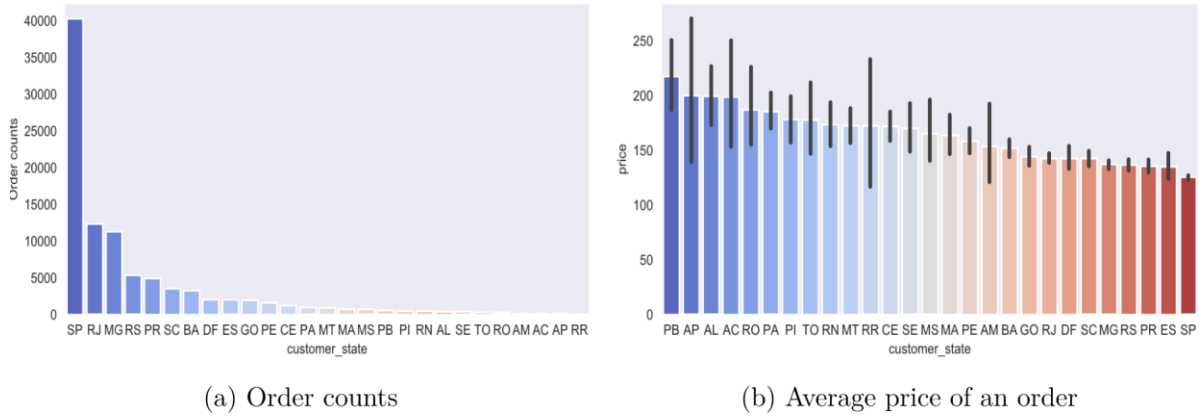 40000
35000
30000
25000
20000
15000
10000
5000
0
Order counts
SP RJ MG RS PR SC BA DF ES GO PE CE PA MT MA MS PB PI RN AL SE TO RO AM AC AP RR
customer_state
(a) Order counts
250
200
150
100
50
0
price
PB AP AL AC RO PA PI TO RN MT RR CE SE MS MA PE AM BA GO RJ DF SC MG RS PR ES SP
customer_state
(b) Average price of an order